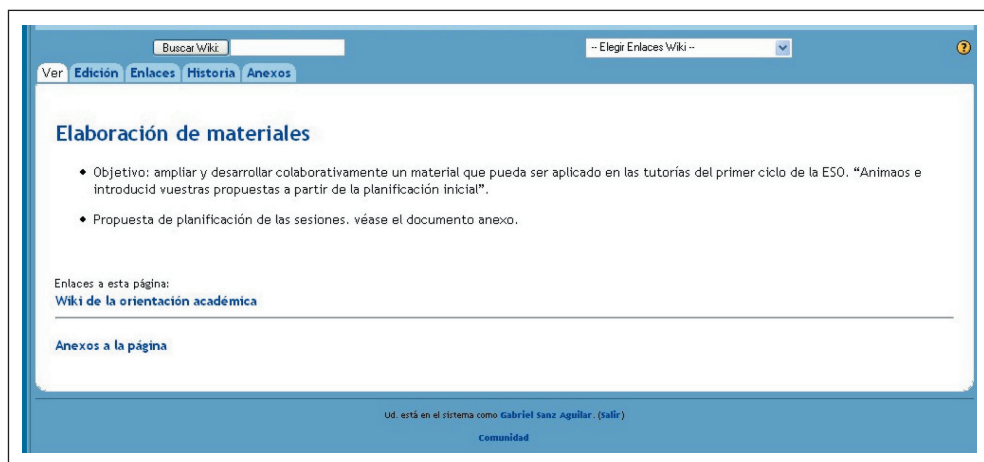 Buscar Wiki:
-- Elegir Enlaces Wiki --
?
Ver Edición Enlaces Historia Anexos
Elaboración de materiales
• Objetivo: ampliar y desarrollar colaborativamente un material que pueda ser aplicado en las tutorías del primer ciclo de la ESO. “Animaos e
introducid vuestras propuestas a partir de la planificación inicial”.
• Propuesta de planificación de las sesiones. véase el documento anexo.
Enlaces a esta página:
Wiki de la orientación académica
Anexos a la página
Ud. está en el sistema como Gabriel Sanz Aguilar. (Salir)
Comunidad